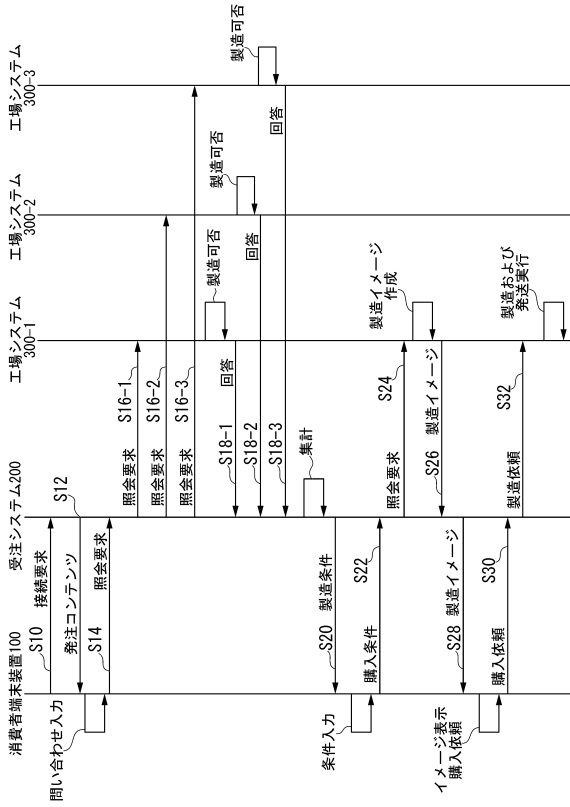 消費者端末装置100
受注システム200
工場システム
300-1
工場システム
300-2
工場システム
300-3
S10
接続要求
発注コンテンツ
S12
問い合わせ入力
S14
照会要求
照会要求
S16-1
照会要求
S16-2
照会要求
S16-3
製造可否
製造可否
製造可否
S18-1
回答
S18-2
回答
S18-3
回答
集計
S20
製造条件
条件入力
購入条件
S22
照会要求
S24
製造イメージ
作成
S26
製造イメージ
S28
製造イメージ
イメージ表示
購入依頼
購入依頼
S30
製造依頼
S32
製造および
発送実行